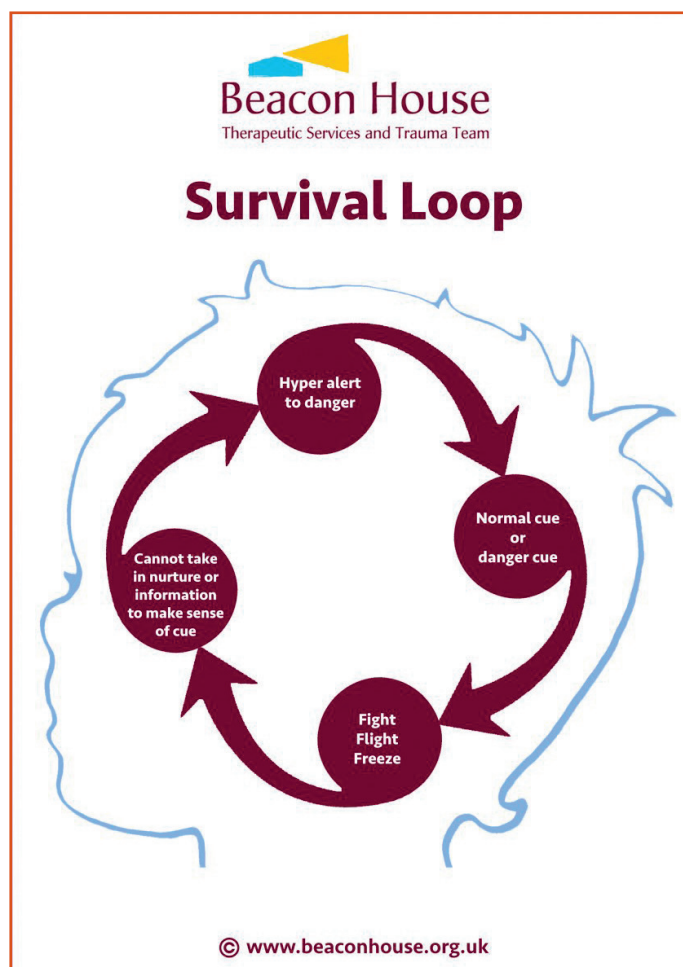 Beacon House
Therapeutic Services and Trauma Team
Survival Loop
Hyper alert
to danger
Normal cue
or
danger cue
Fight
Flight
Freeze
Cannot take
in nurture or
information
to make sense
of cue
© www.beaconhouse.org.uk